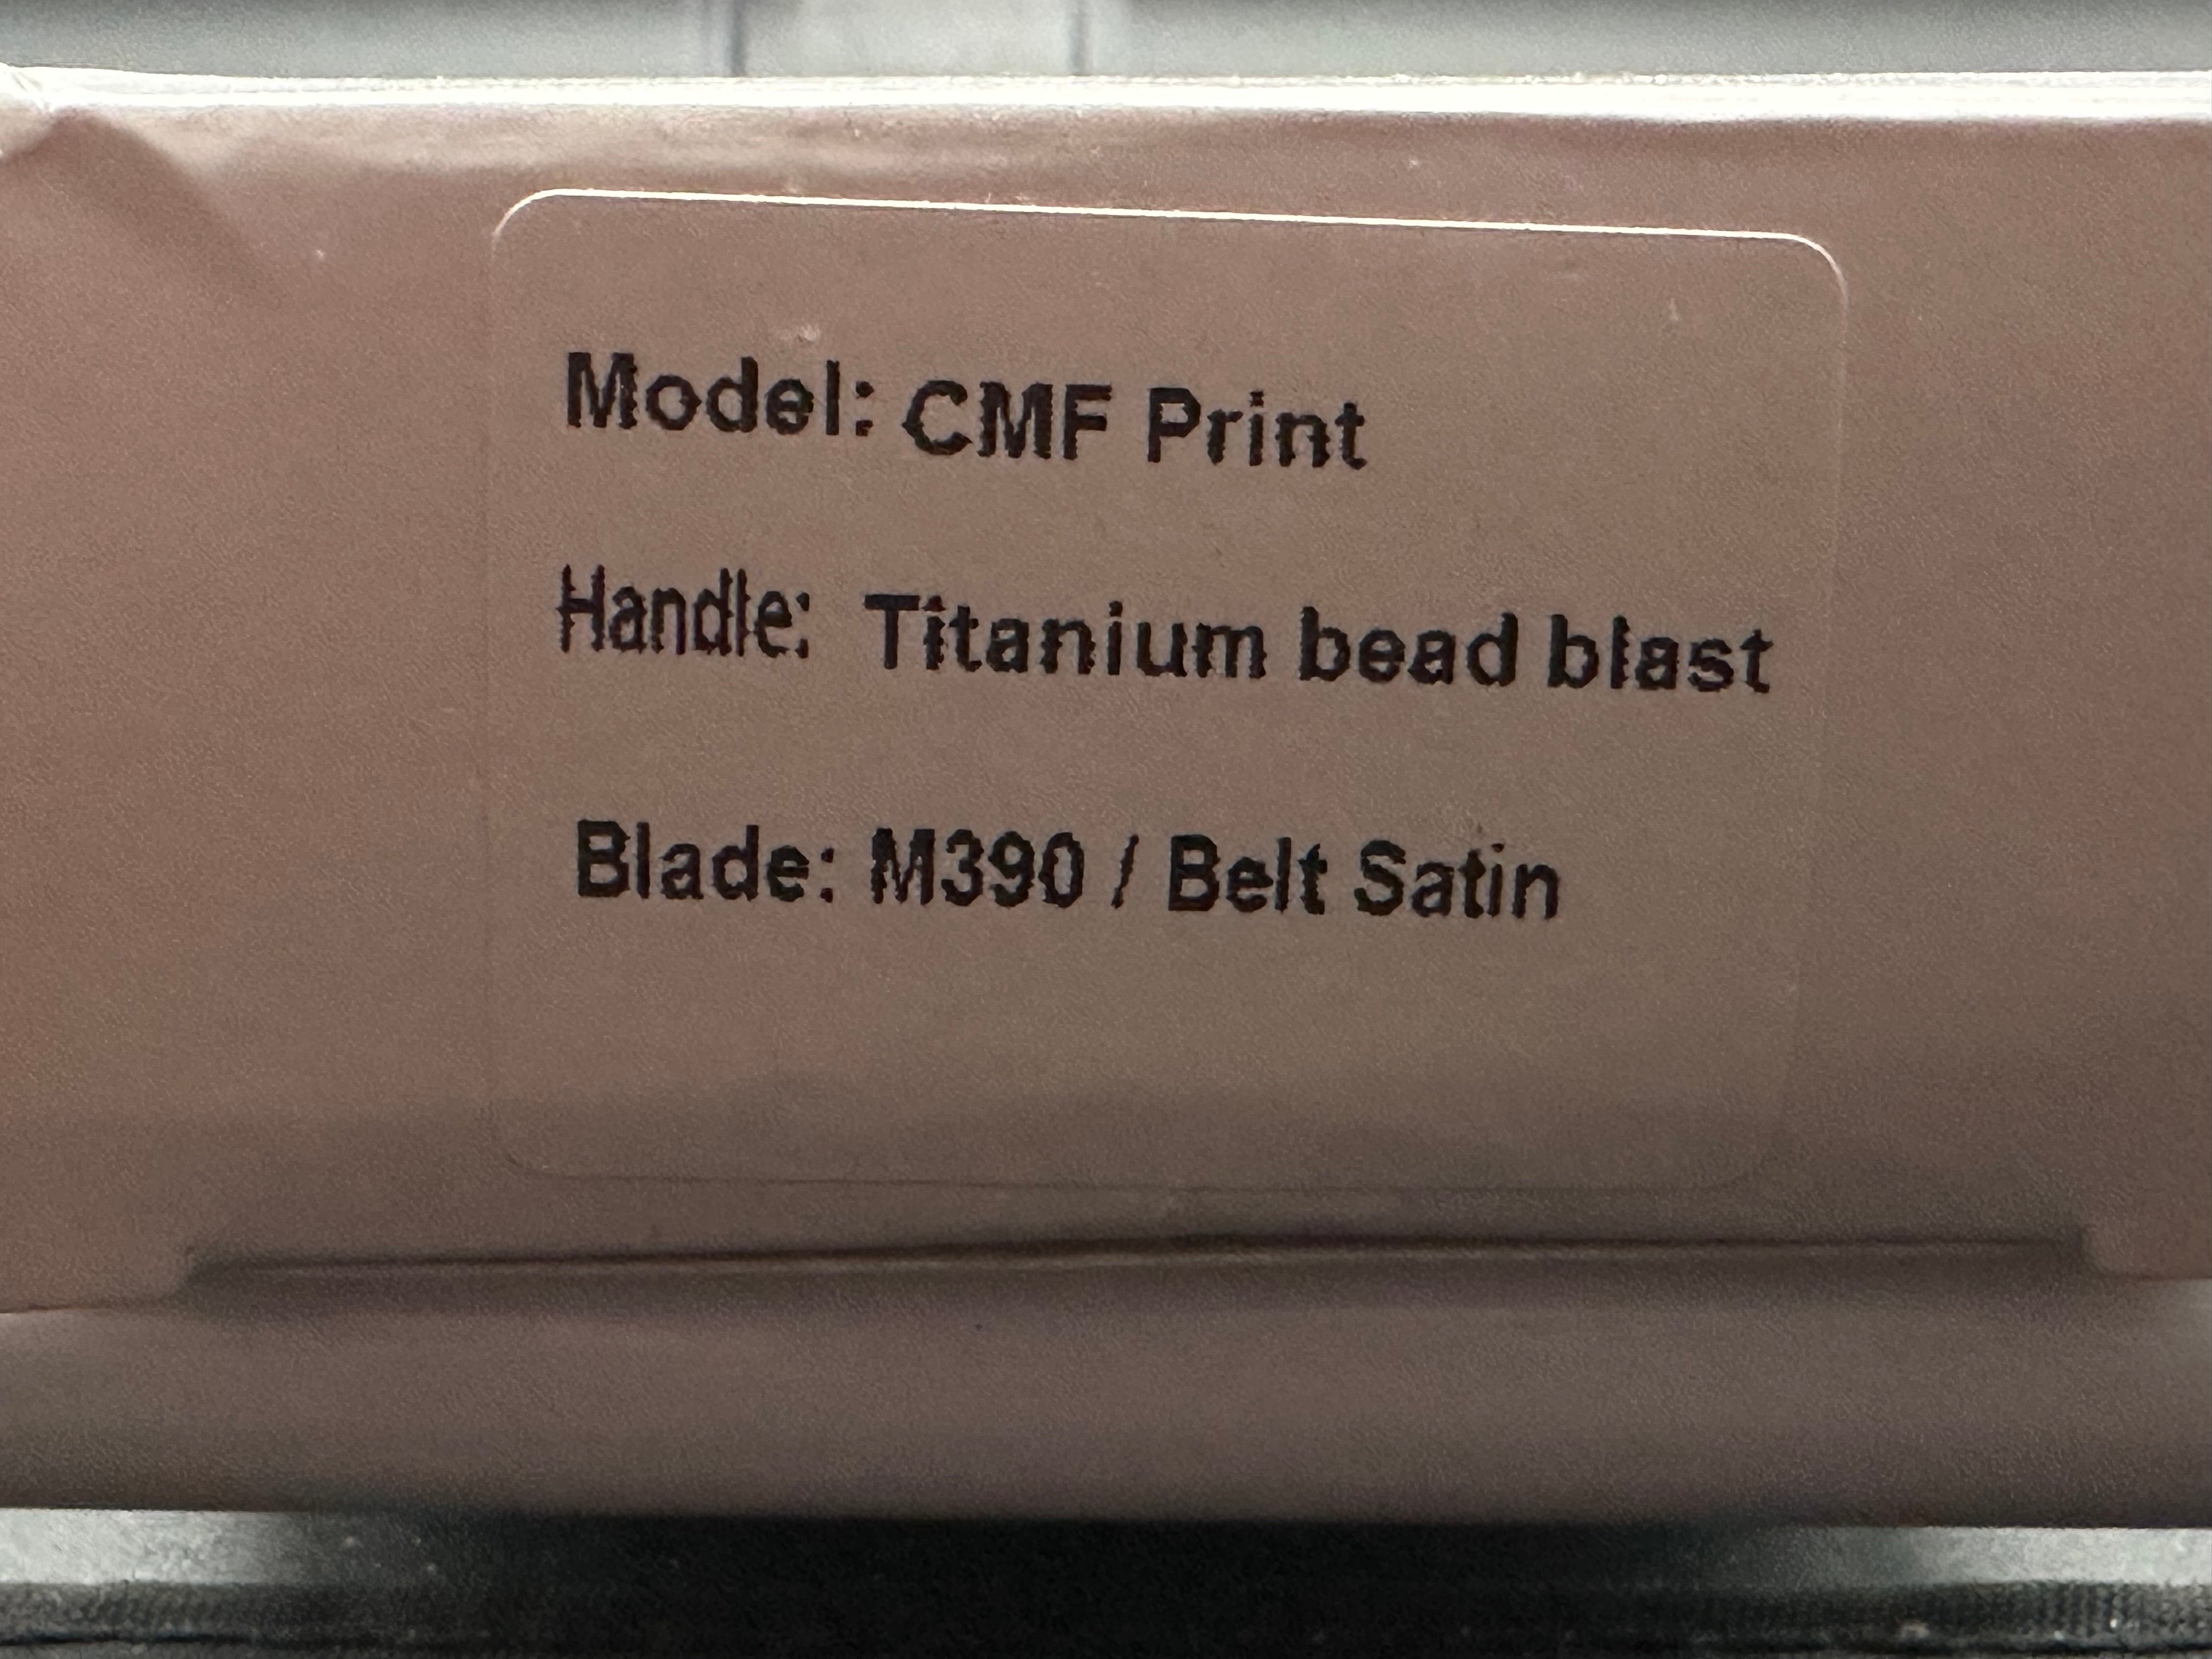 Model: CMF Print
Handle: Titanium bead blast
Blade: M390 / Belt Satin